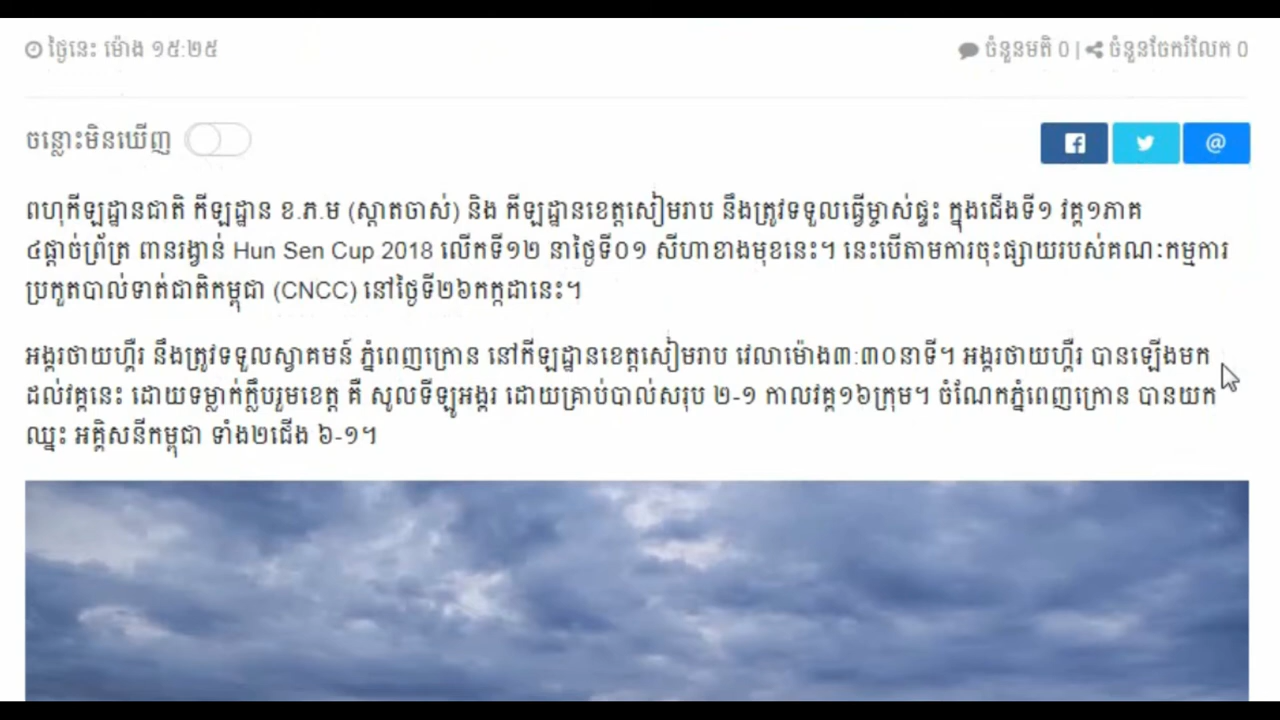 ថ្ងៃនេះ ម៉ោង ១៥:២៥
ចំនួនមតិ 0 | ចំនួនចែករំលែក 0
ចន្លោះមិនឃើញ
ពហុកីឡដ្ឋានជាតិ កីឡដ្ឋាន ខ.ភ.ម (ស្តាតចាស់) និង កីឡដ្ឋានខេត្តសៀមរាប នឹងត្រូវទទួលធ្វើម្ចាស់ផ្ទះ ក្នុងជើងទី១ វគ្គ១ភាគ
៤ផ្តាច់ព្រ័ត្រ ពានរង្វាន់ Hun Sen Cup 2018 លើកទី១២ នាថ្ងៃទី០១ សីហាខាងមុខនេះ។ នេះបើតាមការចុះផ្សាយរបស់គណៈកម្មការ
ប្រកួតបាល់ទាត់ជាតិកម្ពុជា (CNCC) នៅថ្ងៃទី២៦កក្កដានេះ។
អង្គរថាយហ្គឺរ នឹងត្រូវទទួលស្វាគមន៍ ភ្នំពេញក្រោន នៅកីឡដ្ឋានខេត្តសៀមរាប វេលាម៉ោង៣:៣០នាទី។ អង្គរថាយហ្គឺរ បានឡើងមក
ដល់វគ្គនេះ ដោយទម្លាក់ក្លឹបរួមខេត្ត គឺ សូលទីឡូអង្គរ ដោយគ្រាប់បាល់សរុប ២-១ កាលវគ្គ១៦ក្រុម។ ចំណែកភ្នំពេញក្រោន បានយក
ឈ្នះ អគ្គិសនីកម្ពុជា ទាំង២ជើង ៦-១។